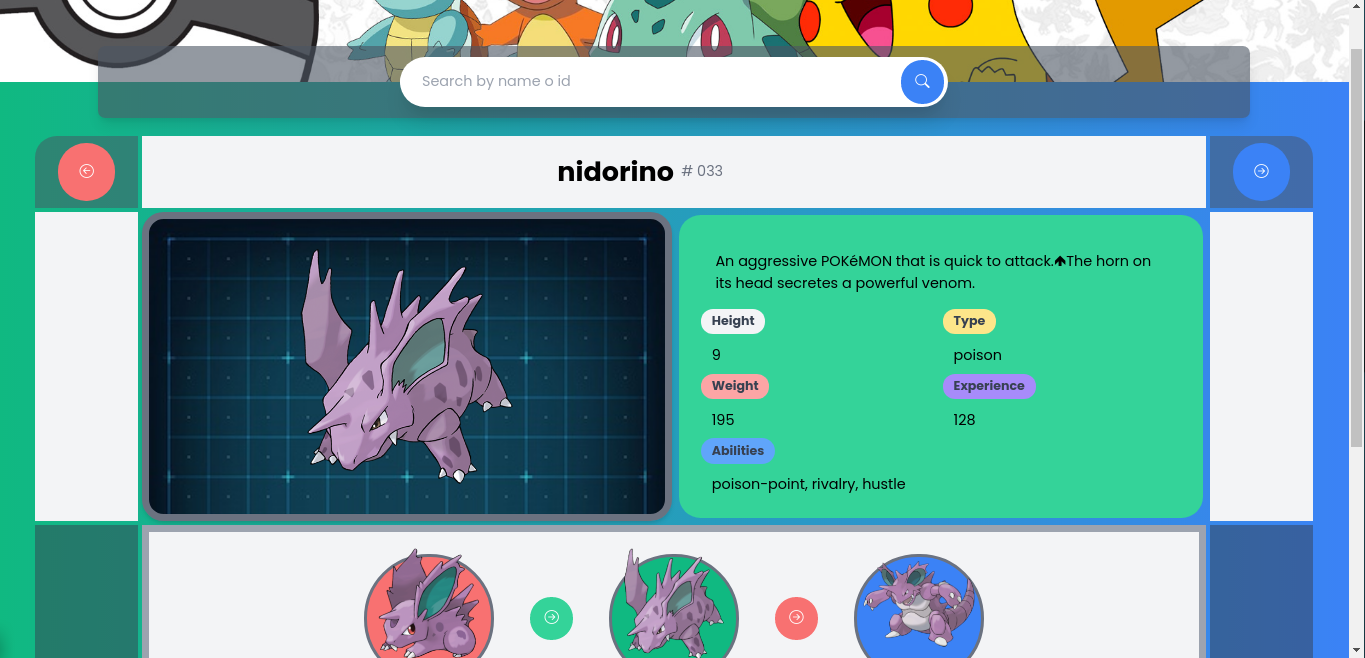 Search by name o id
nidorino # 033
An aggressive POKéMON that is quick to attack.🡅The horn on
its head secretes a powerful venom.
Height
Type
9
poison
Weight
Experience
195
128
Abilities
poison-point, rivalry, hustle